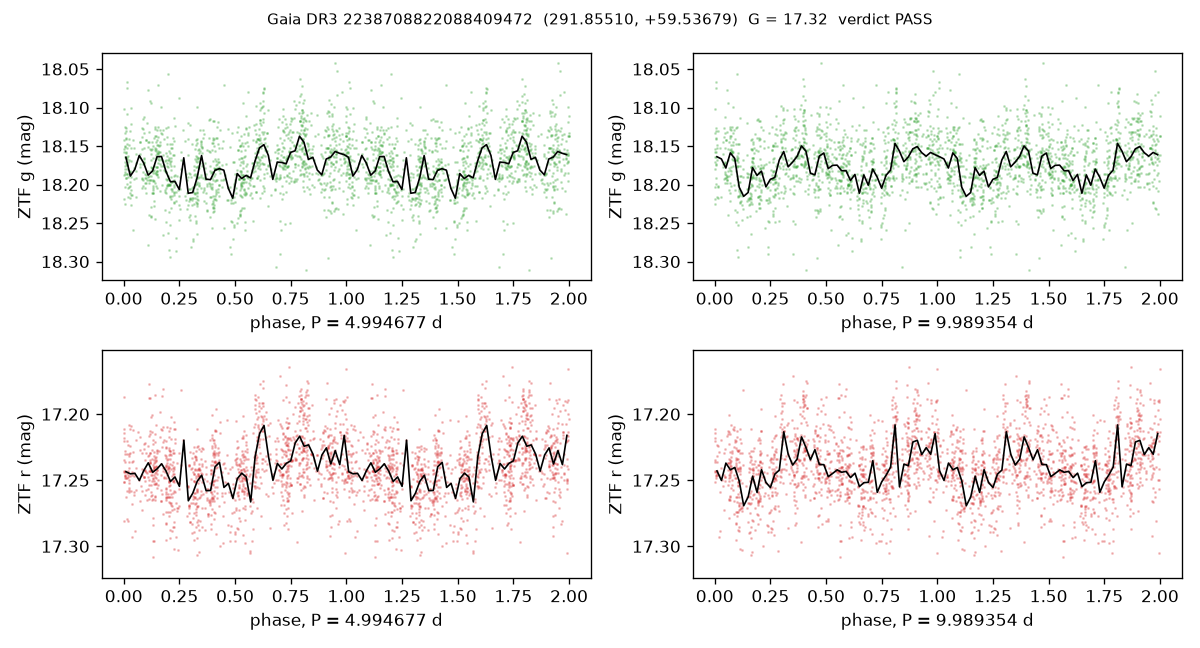 Gaia DR3 2238708822088409472  (291.85510, +59.53679)  G = 17.32  verdict PASS
ZTF g (mag)
18.05
18.10
18.15
18.20
18.25
18.30
0.00 0.25 0.50 0.75 1.00 1.25 1.50 1.75 2.00
phase, P = 4.994677 d
ZTF g (mag)
18.05
18.10
18.15
18.20
18.25
18.30
0.00 0.25 0.50 0.75 1.00 1.25 1.50 1.75 2.00
phase, P = 9.989354 d
ZTF r (mag)
17.20
17.25
17.30
0.00 0.25 0.50 0.75 1.00 1.25 1.50 1.75 2.00
phase, P = 4.994677 d
ZTF r (mag)
17.20
17.25
17.30
0.00 0.25 0.50 0.75 1.00 1.25 1.50 1.75 2.00
phase, P = 9.989354 d